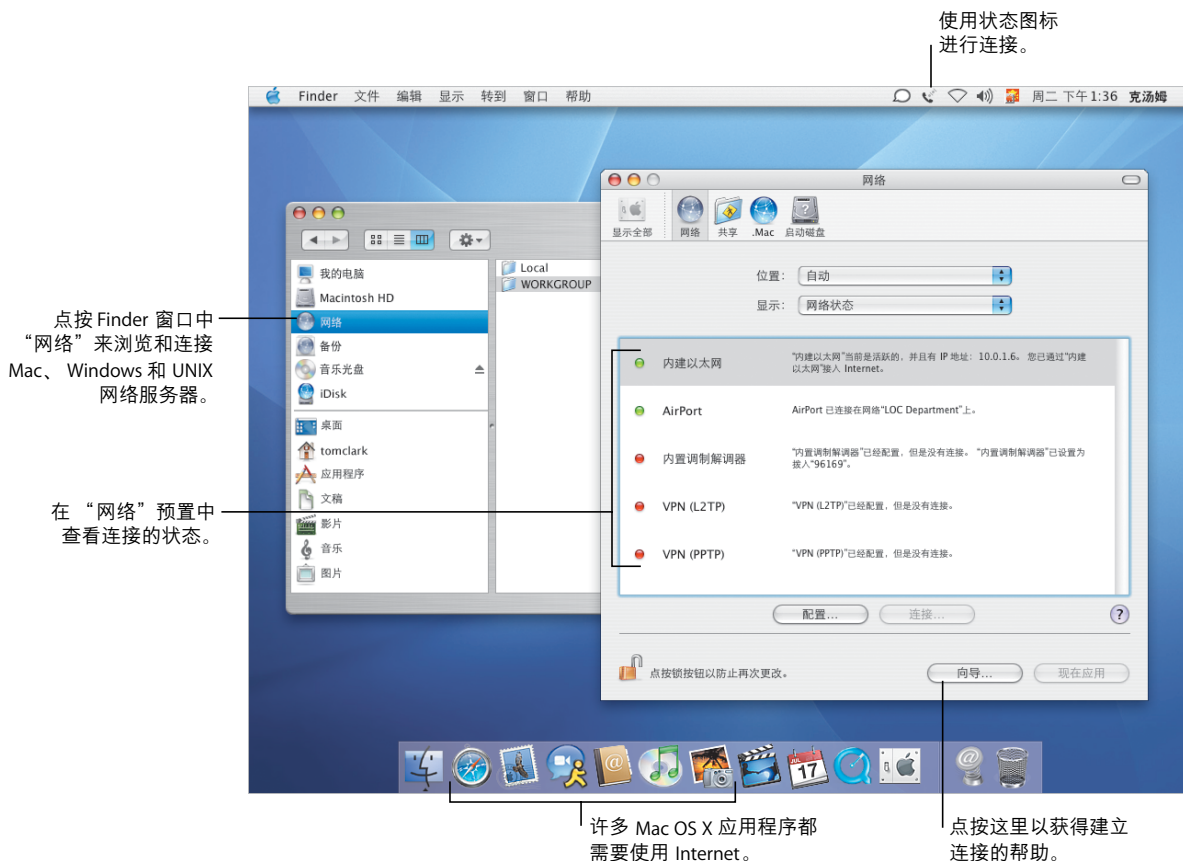 使用状态图标
进行连接。
Finder 文件 编辑 显示 转到 窗口 帮助
周二 下午1:36 克汤姆
网络
显示全部 网络 共享 .Mac 启动磁盘
位置： 自动
显示： 网络状态
我的电脑
Macintosh HD
网络
备份
音乐光盘
iDisk
桌面
tomclark
应用程序
文稿
影片
音乐
图片
Local
WORKGROUP
点按 Finder 窗口中
“网络”来浏览和连接
Mac、 Windows 和 UNIX
网络服务器。
在 “网络”预置中
查看连接的状态。
内建以太网
“内建以太网”当前是活跃的，并且有 IP 地址：10.0.1.6。 您已通过“内建
以太网”接入 Internet。
AirPort
AirPort 已连接在网络“LOC Department”上。
内置调制解调器
“内置调制解调器”已经配置，但是没有连接。 “内置调制解调器”已设置为
拨入“96169”。
VPN (L2TP)
“VPN (L2TP)”已经配置，但是没有连接。
VPN (PPTP)
“VPN (PPTP)”已经配置，但是没有连接。
配置... 连接... ?
点按锁按钮以防止再次更改。
向导... 现在应用
@
JUL
17
@
许多 Mac OS X 应用程序都
需要使用 Internet。
点按这里以获得建立
连接的帮助。